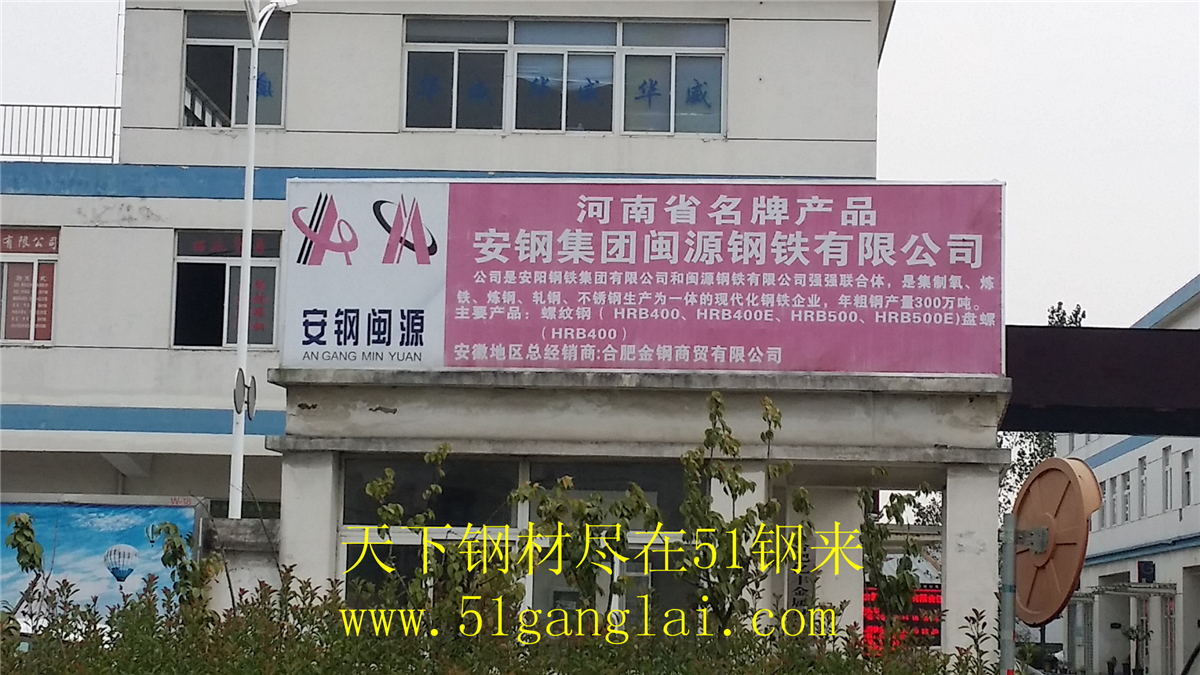 华威 华威 华威
有限公司
河南省名牌产品
安钢集团闽源钢铁有限公司
公司是安阳钢铁集团有限公司和闽源钢铁有限公司强强联合体，是集制氧、炼
铁、炼钢、轧钢、不锈钢生产为一体的现代化钢铁企业，年粗钢产量300万吨。
主要产品：螺纹钢（ HRB400、HRB400E、HRB500、HRB500E)盘螺
（HRB400）
安徽地区总经销商:合肥金钢商贸有限公司
安钢闽源
AN GANG MIN YUAN
W-16
天下钢材尽在51钢来
www.51ganglai.com